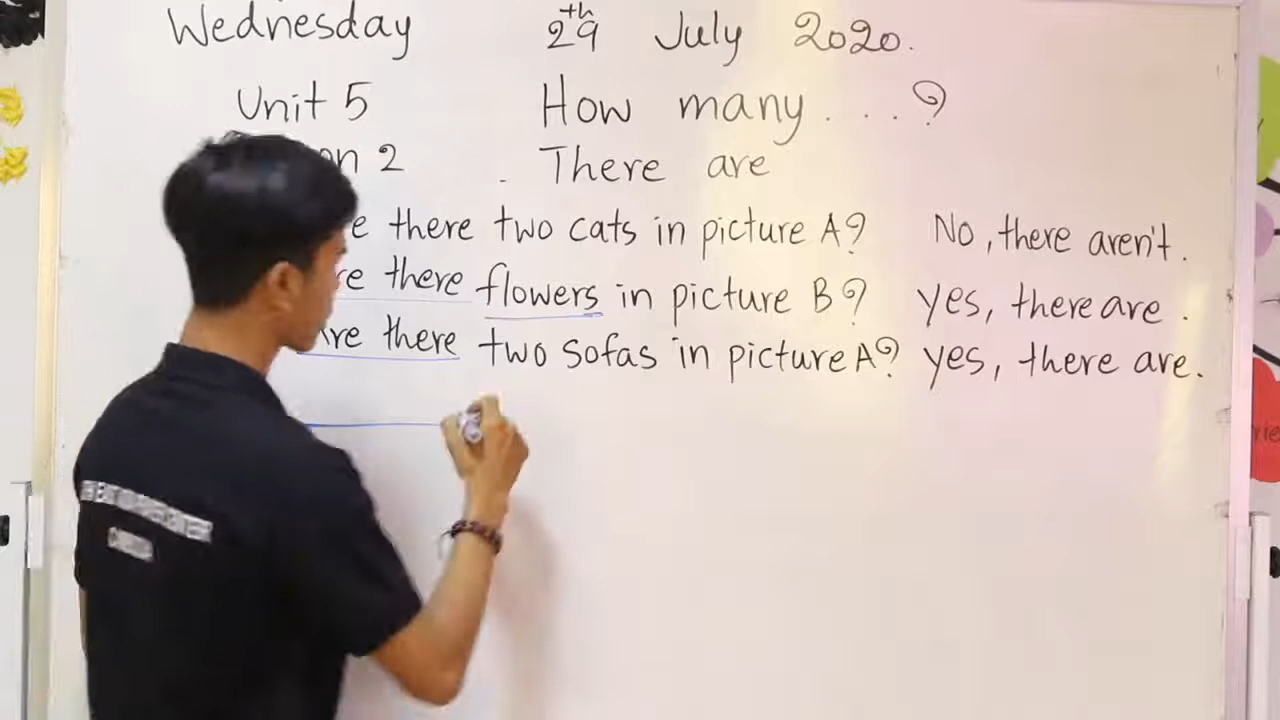 Wednesday 29th July 2020.
Unit 5 How many . . . ?
2 There are
there two cats in picture A? No, there aren't.
there flowers in picture B? yes, there are.
there two sofas in picture A? yes, there are.